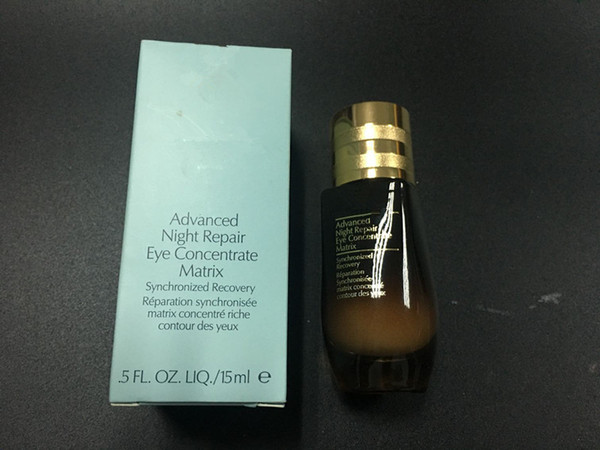 Advanced
Night Repair
Eye Concentrate
Matrix
Synchronized Recovery
Réparation synchronisée
matrix concentré riche
contour des yeux
.5 FL. OZ. LIQ./15ml e
Advanced
Night Repair
Eye Concentrate
Matrix
Synchronized
Recovery
Réparation
Synchronisée
matrix concentré
riche
contour
des yeux